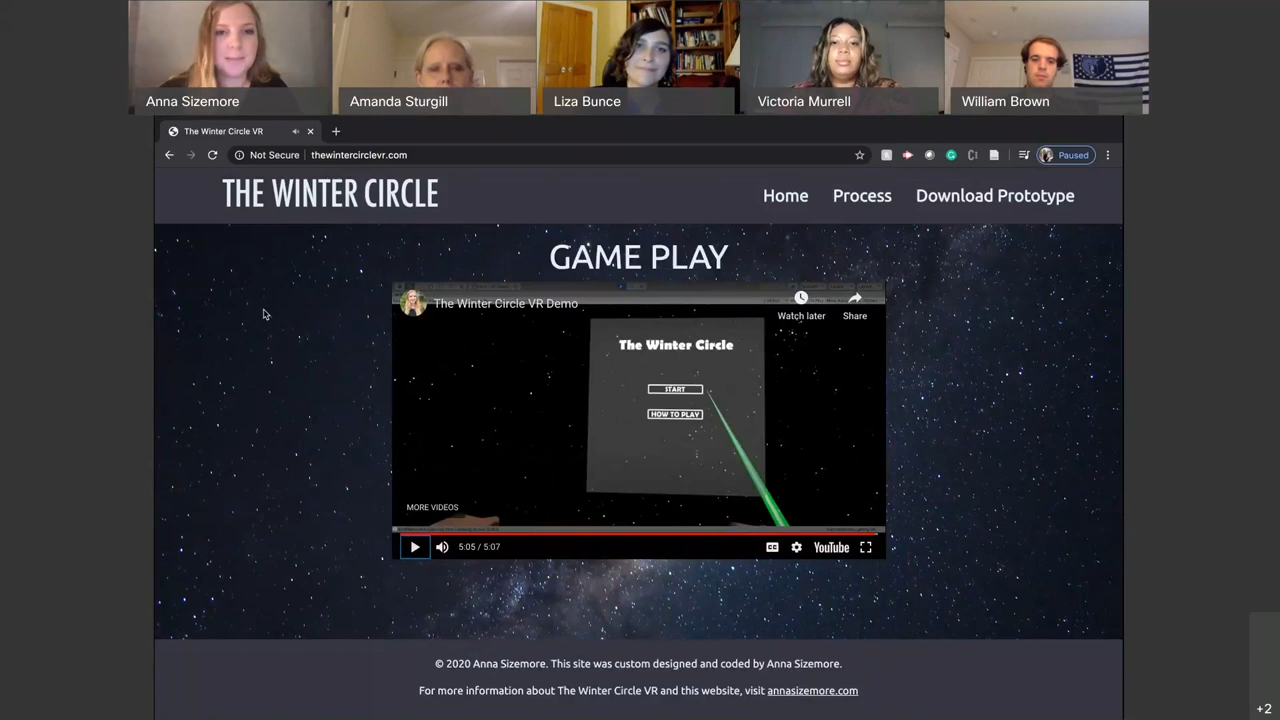 Anna Sizemore
Amanda Sturgill
Liza Bunce
Victoria Murrell
William Brown
The Winter Circle VR
Not Secure
thewintercirclevr.com
Paused
THE WINTER CIRCLE
Home
Process
Download Prototype
GAME PLAY
The Winter Circle VR Demo
Watch later
Share
The Winter Circle
START
HOW TO PLAY
MORE VIDEOS
5:05 / 5:07
CC
YouTube
© 2020 Anna Sizemore. This site was custom designed and coded by Anna Sizemore.
For more information about The Winter Circle VR and this website, visit annasizemore.com
+2